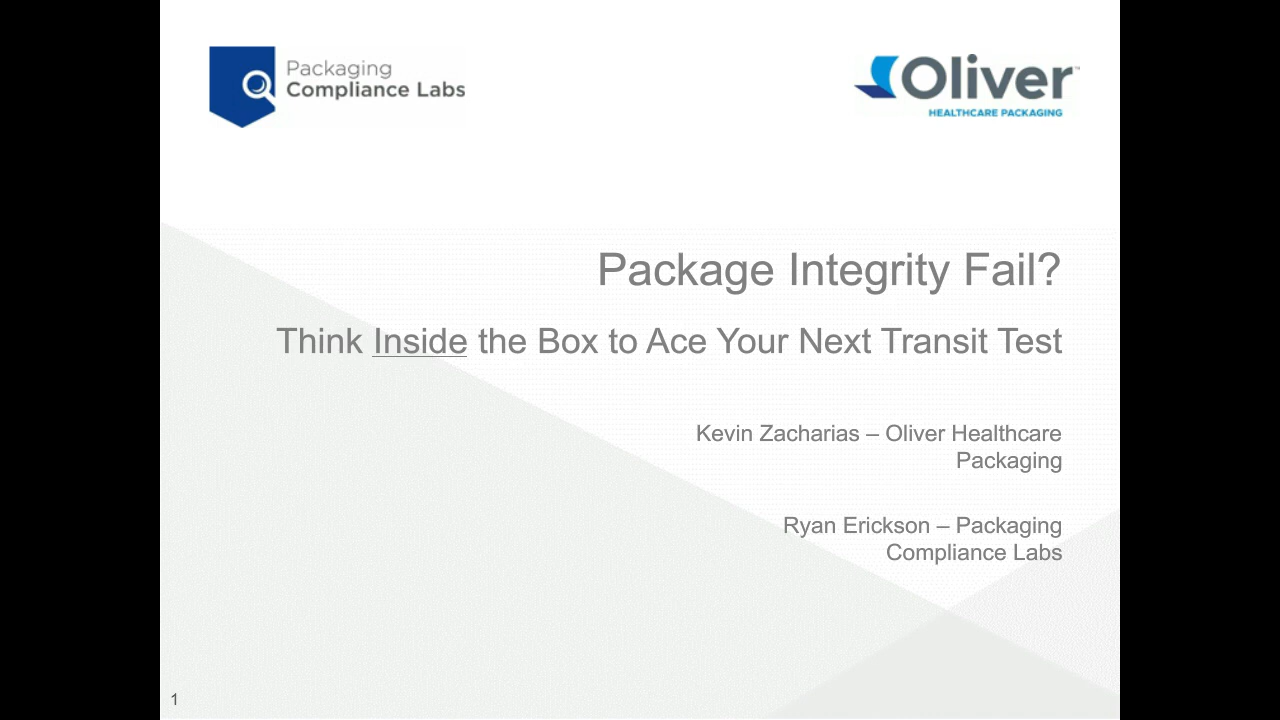 Packaging
Compliance Labs
Oliver™
HEALTHCARE PACKAGING
Package Integrity Fail?
Think Inside the Box to Ace Your Next Transit Test
Kevin Zacharias – Oliver Healthcare
Packaging
Ryan Erickson – Packaging
Compliance Labs
1